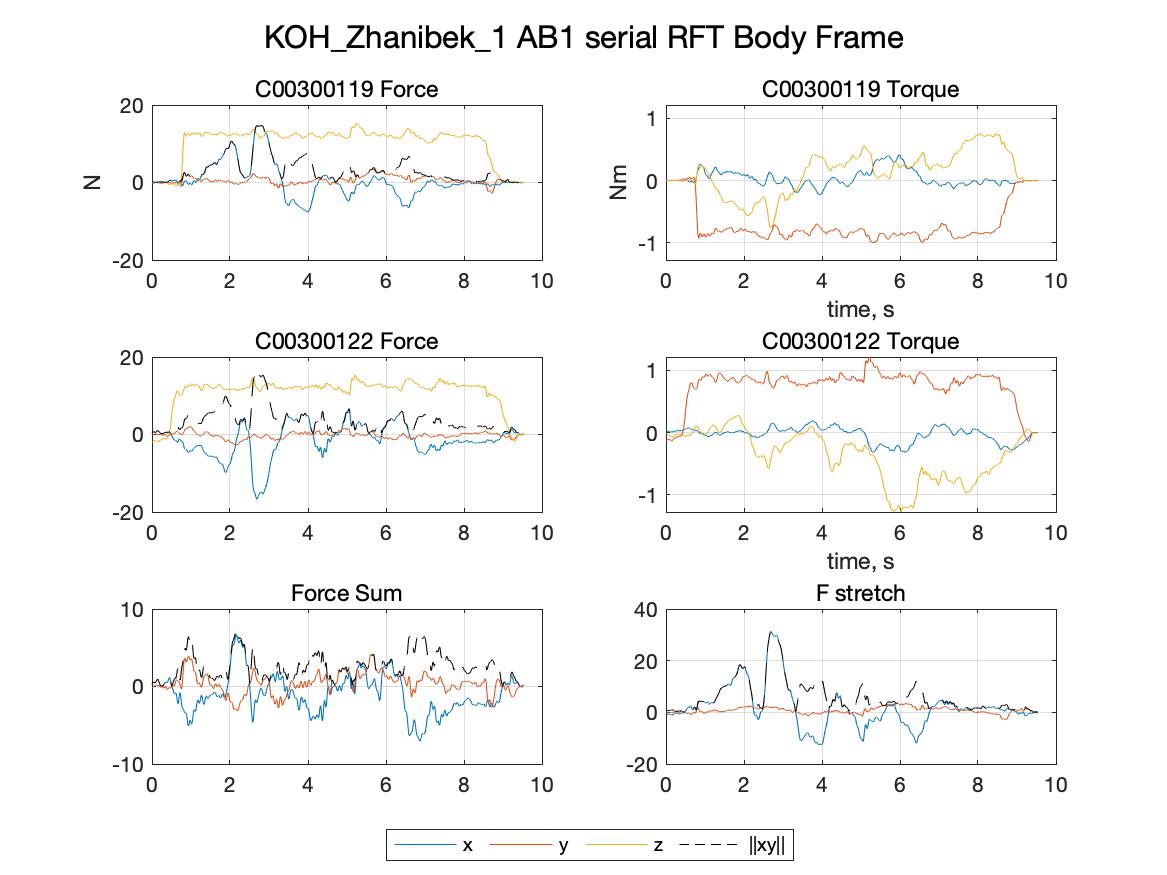 KOH_Zhanibek_1 AB1 serial RFT Body Frame
C00300119 Force
20
0
-20
N
0 2 4 6 8 10
C00300119 Torque
1
0
-1
Nm
0 2 4 6 8 10
time, s
C00300122 Force
20
0
-20
0 2 4 6 8 10
C00300122 Torque
1
0
-1
0 2 4 6 8 10
time, s
Force Sum
10
0
-10
0 2 4 6 8 10
F stretch
40
20
0
-20
0 2 4 6 8 10
x y z ||xy||